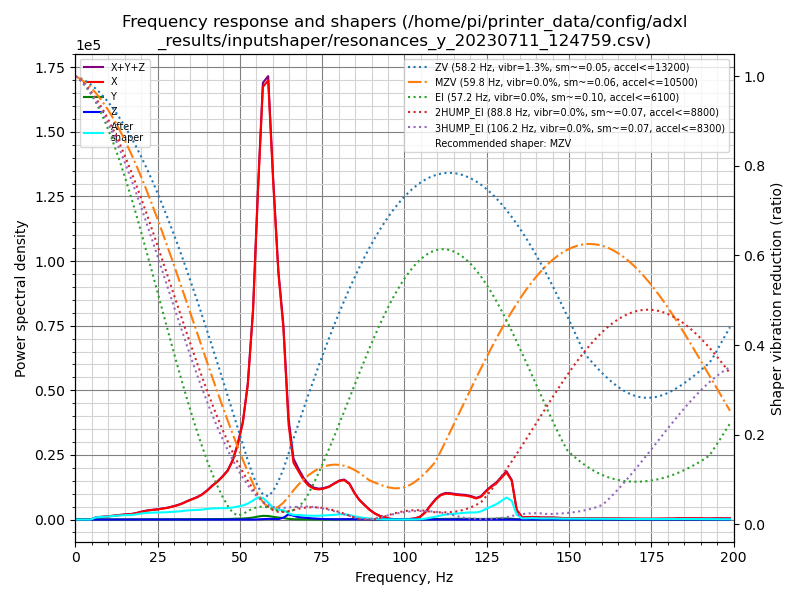 Frequency response and shapers (/home/pi/printer_data/config/adxl
_results/inputshaper/resonances_y_20230711_124759.csv)
1e5
X+Y+Z
X
Y
Z
After
shaper
ZV (58.2 Hz, vibr=1.3%, sm~=0.05, accel<=13200)
MZV (59.8 Hz, vibr=0.0%, sm~=0.06, accel<=10500)
EI (57.2 Hz, vibr=0.0%, sm~=0.10, accel<=6100)
2HUMP_EI (88.8 Hz, vibr=0.0%, sm~=0.07, accel<=8800)
3HUMP_EI (106.2 Hz, vibr=0.0%, sm~=0.07, accel<=8300)
Recommended shaper: MZV
Power spectral density
1.75
1.50
1.25
1.00
0.75
0.50
0.25
0.00
1.0
0.8
0.6
0.4
0.2
0.0
Shaper vibration reduction (ratio)
0 25 50 75 100 125 150 175 200
Frequency, Hz